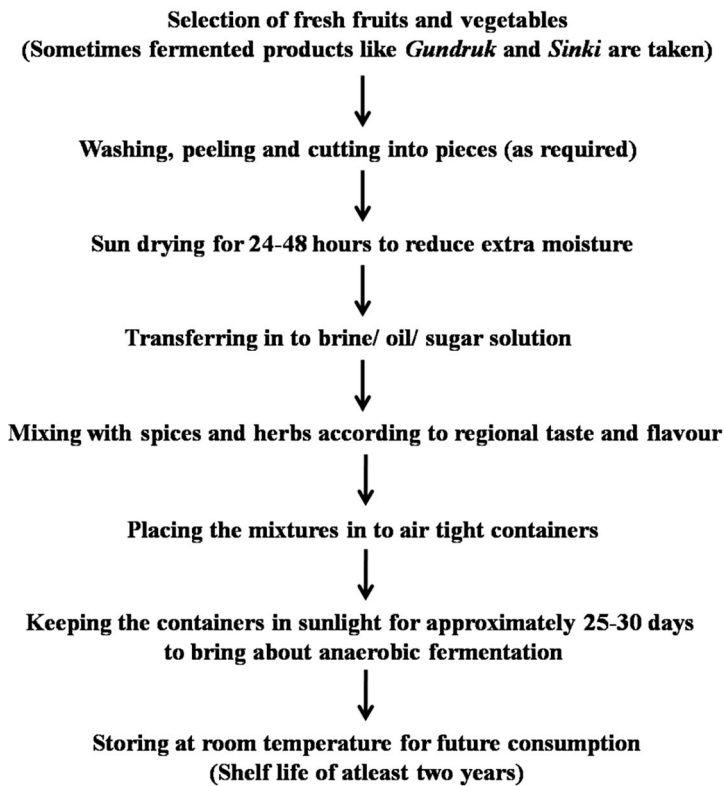 Selection of fresh fruits and vegetables
(Sometimes fermented products like Gundruk and Sinki are taken)
Washing, peeling and cutting into pieces (as required)
Sun drying for 24-48 hours to reduce extra moisture
Transferring in to brine/ oil/ sugar solution
Mixing with spices and herbs according to regional taste and flavour
Placing the mixtures in to air tight containers
Keeping the containers in sunlight for approximately 25-30 days
to bring about anaerobic fermentation
Storing at room temperature for future consumption
(Shelf life of atleast two years)